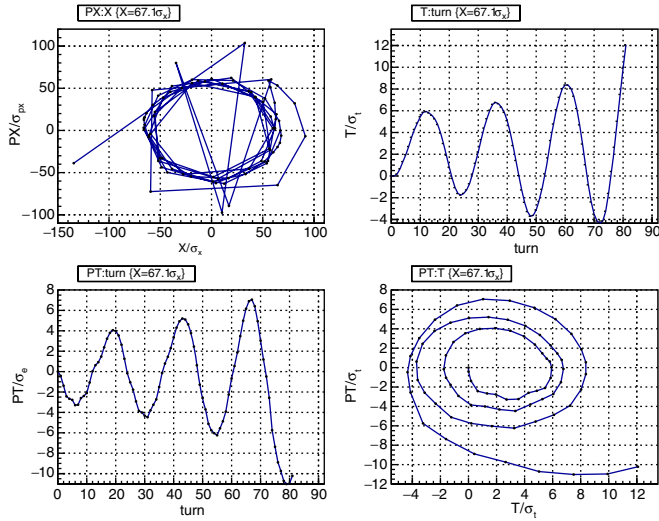 PX:X {X=67.1σx}
PX/σpx
100
50
0
−50
−100
−150 −100 −50 0 50 100
X/σx
T:turn {X=67.1σx}
T/σt
12
10
8
6
4
2
0
−2
−4
0 10 20 30 40 50 60 70 80 90
turn
PT:turn {X=67.1σx}
PT/σe
8
6
4
2
0
−2
−4
−6
−8
−10
0 10 20 30 40 50 60 70 80 90
turn
PT:T {X=67.1σx}
PT/σt
8
6
4
2
0
−2
−4
−6
−8
−10
−12
−4 −2 0 2 4 6 8 10 12
T/σt